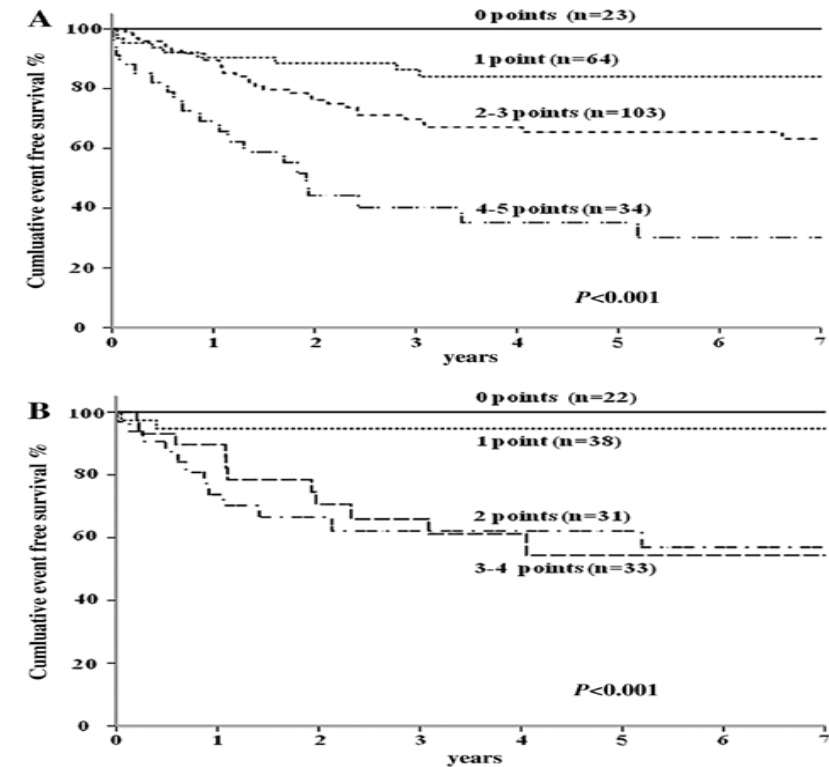 A
0 points (n=23)
100
1 point (n=64)
80
2-3 points (n=103)
60
40
4-5 points (n=34)
20
P<0.001
0
0 1 2 3 4 5 6 7
years
Cumluative event free survival %
B
0 points (n=22)
100
1 point (n=38)
80
2 points (n=31)
60
3-4 points (n=33)
40
20
P<0.001
0
0 1 2 3 4 5 6 7
years
Cumluative event free survival %